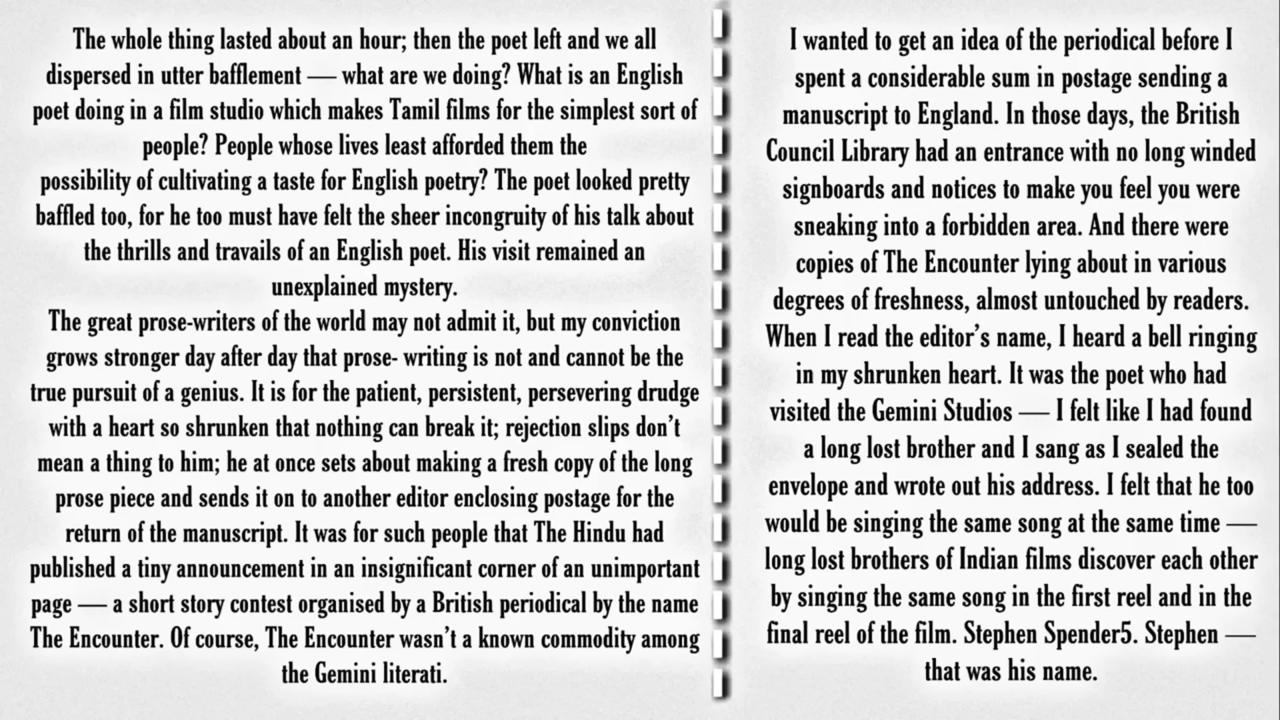 The whole thing lasted about an hour; then the poet left and we all
dispersed in utter bafflement — what are we doing? What is an English
poet doing in a film studio which makes Tamil films for the simplest sort of
people? People whose lives least afforded them the
possibility of cultivating a taste for English poetry? The poet looked pretty
baffled too, for he too must have felt the sheer incongruity of his talk about
the thrills and travails of an English poet. His visit remained an
unexplained mystery.
The great prose-writers of the world may not admit it, but my conviction
grows stronger day after day that prose- writing is not and cannot be the
true pursuit of a genius. It is for the patient, persistent, persevering drudge
with a heart so shrunken that nothing can break it; rejection slips don't
mean a thing to him; he at once sets about making a fresh copy of the long
prose piece and sends it on to another editor enclosing postage for the
return of the manuscript. It was for such people that The Hindu had
published a tiny announcement in an insignificant corner of an unimportant
page — a short story contest organised by a British periodical by the name
The Encounter. Of course, The Encounter wasn't a known commodity among
the Gemini literati.
I wanted to get an idea of the periodical before I
spent a considerable sum in postage sending a
manuscript to England. In those days, the British
Council Library had an entrance with no long winded
signboards and notices to make you feel you were
sneaking into a forbidden area. And there were
copies of The Encounter lying about in various
degrees of freshness, almost untouched by readers.
When I read the editor's name, I heard a bell ringing
in my shrunken heart. It was the poet who had
visited the Gemini Studios — I felt like I had found
a long lost brother and I sang as I sealed the
envelope and wrote out his address. I felt that he too
would be singing the same song at the same time —
long lost brothers of Indian films discover each other
by singing the same song in the first reel and in the
final reel of the film. Stephen Spender5. Stephen —
that was his name.